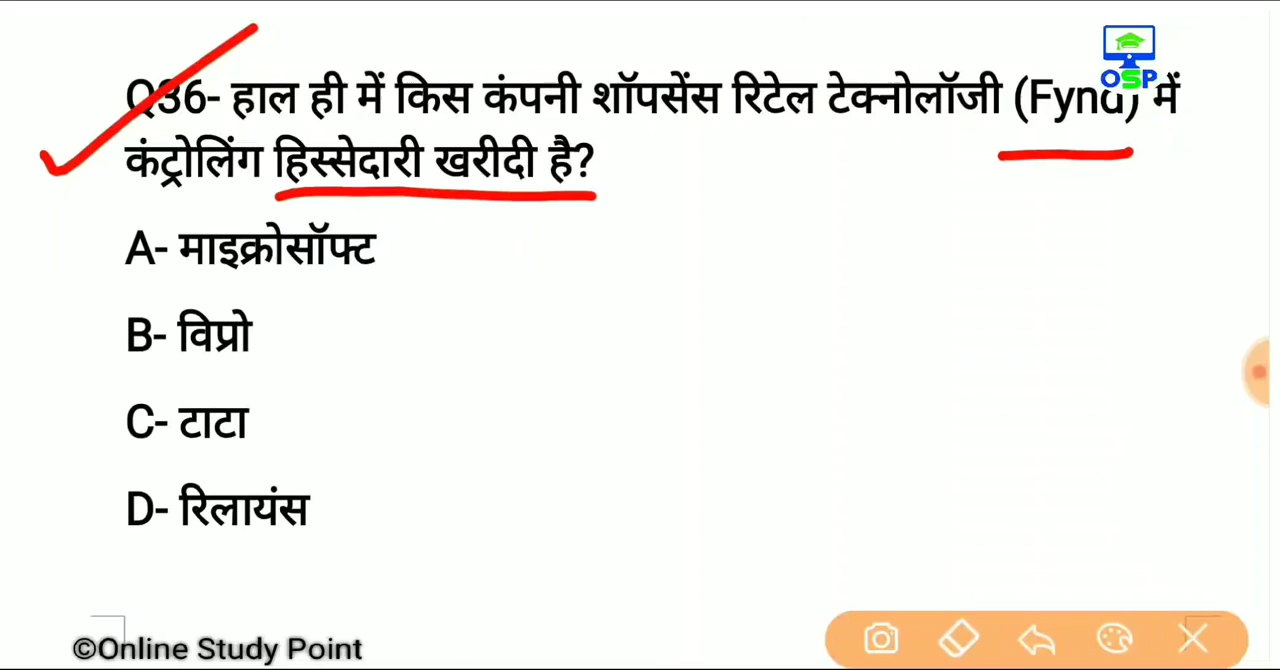 OSP
Q36- हाल ही में किस कंपनी शॉपसेंस रिटेल टेक्नोलॉजी (Fynd) में
कंट्रोलिंग हिस्सेदारी खरीदी है?
A- माइक्रोसॉफ्ट
B- विप्रो
C- टाटा
D- रिलायंस
©Online Study Point